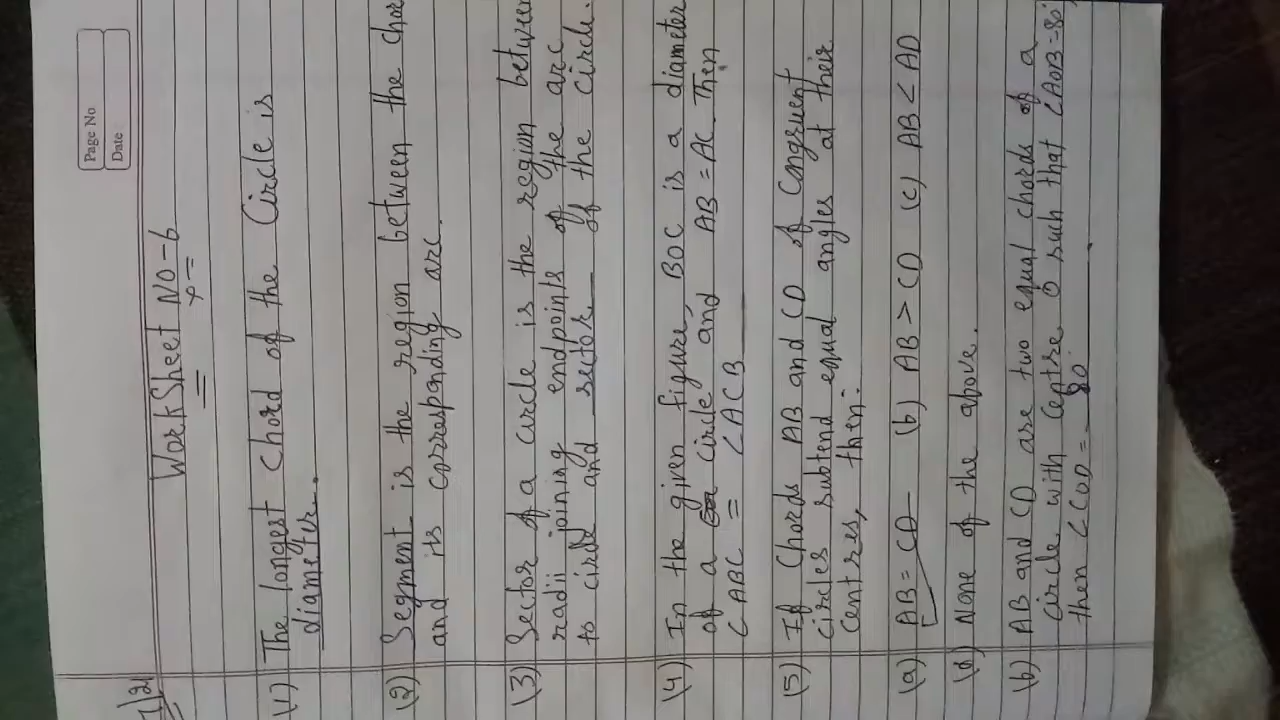 Page No
Date
7/21
WorkSheet No-6
(1) The longest Chord of the Circle is
diameter.
(2) Segment is the region between the Chor
and its corresponding arc.
(3) Sector of a circle is the region between
radii joining endpoints of the arc
to circle and sector of the circle.
(4) In the given figure, BOC is a diameter
of a circle and AB = AC. Then
∠ABC = ∠ACB
(5) If Chords AB and CD of Congruent
circles subtend equal angles at their
Centres, then:
(a) AB = CD (b) AB > CD (c) AB < AD
(d) None of the above.
(b) AB and CD are two equal chords of a
circle with Centre O such that ∠AOB = 80°,
then ∠COD = 80°.